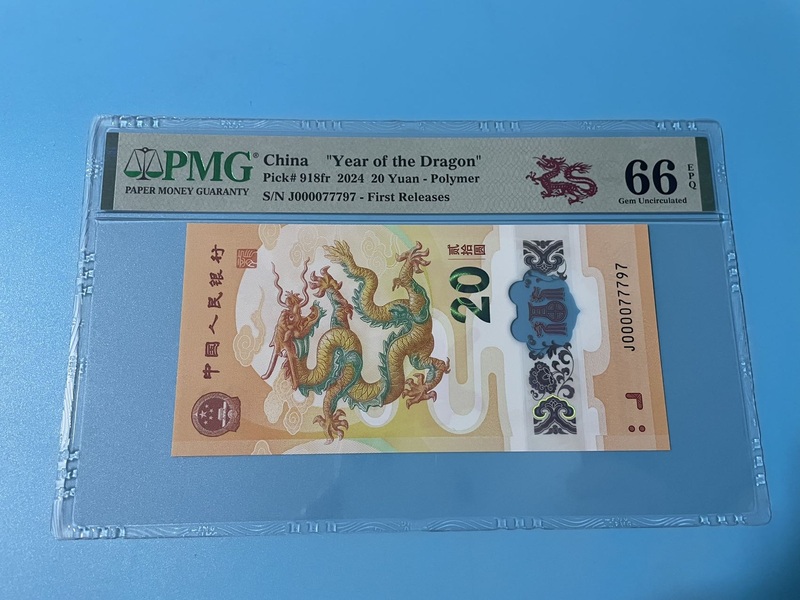 PMG®
PAPER MONEY GUARANTY
China "Year of the Dragon"
Pick# 918fr 2024 20 Yuan - Polymer
S/N J000077797 - First Releases
66
EPQ
Gem Uncirculated
中國人民银行
贰拾圆
20
J000077797